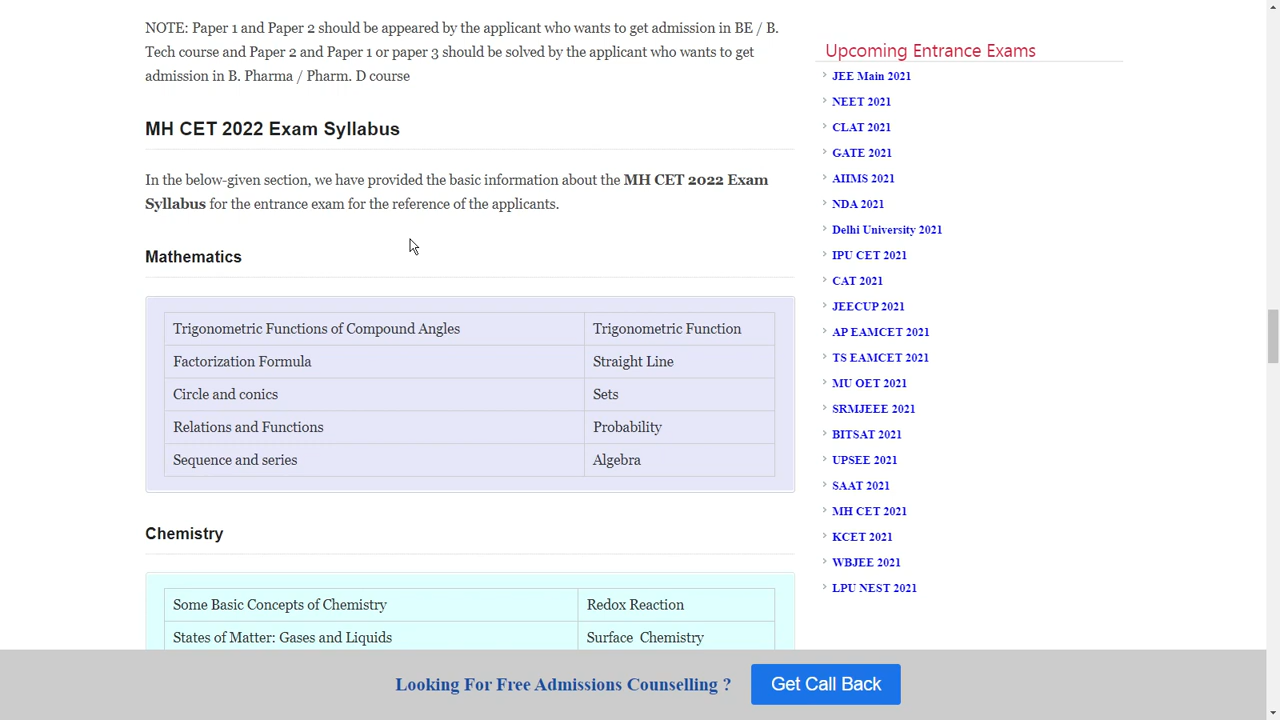 NOTE: Paper 1 and Paper 2 should be appeared by the applicant who wants to get admission in BE / B.
Tech course and Paper 2 and Paper 1 or paper 3 should be solved by the applicant who wants to get
admission in B. Pharma / Pharm. D course
MH CET 2022 Exam Syllabus
In the below-given section, we have provided the basic information about the MH CET 2022 Exam
Syllabus for the entrance exam for the reference of the applicants.
Mathematics
Trigonometric Functions of Compound Angles Trigonometric Function
Factorization Formula Straight Line
Circle and conics Sets
Relations and Functions Probability
Sequence and series Algebra
Chemistry
Some Basic Concepts of Chemistry Redox Reaction
States of Matter: Gases and Liquids Surface Chemistry
Upcoming Entrance Exams
JEE Main 2021
NEET 2021
CLAT 2021
GATE 2021
AIIMS 2021
NDA 2021
Delhi University 2021
IPU CET 2021
CAT 2021
JEECUP 2021
AP EAMCET 2021
TS EAMCET 2021
MU OET 2021
SRMJEEE 2021
BITSAT 2021
UPSEE 2021
SAAT 2021
MH CET 2021
KCET 2021
WBJEE 2021
LPU NEST 2021
Looking For Free Admissions Counselling ? Get Call Back